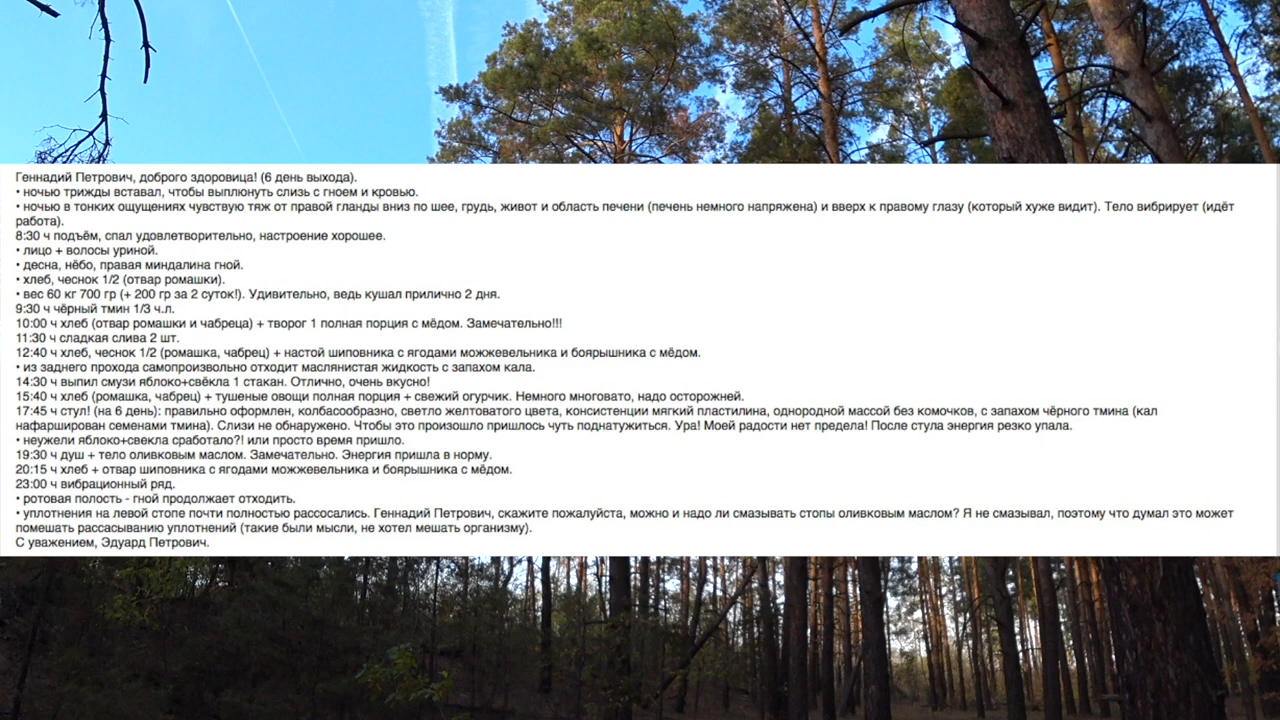 Геннадий Петрович, доброго здоровица! (6 день выхода).
• ночью трижды вставал, чтобы выплюнуть слизь с гноем и кровью.
• ночью в тонких ощущениях чувствую тяж от правой гланды вниз по шее, грудь, живот и область печени (печень немного напряжена) и вверх к правому глазу (который хуже видит). Тело вибрирует (идёт
работа).
8:30 ч подъём, спал удовлетворительно, настроение хорошее.
• лицо + волосы уриной.
• десна, нёбо, правая миндалина гной.
• хлеб, чеснок 1/2 (отвар ромашки).
• вес 60 кг 700 гр (+ 200 гр за 2 суток!). Удивительно, ведь кушал прилично 2 дня.
9:30 ч чёрный тмин 1/3 ч.л.
10:00 ч хлеб (отвар ромашки и чабреца) + творог 1 полная порция с мёдом. Замечательно!!!
11:30 ч сладкая слива 2 шт.
12:40 ч хлеб, чеснок 1/2 (ромашка, чабрец) + настой шиповника с ягодами можжевельника и боярышника с мёдом.
• из заднего прохода самопроизвольно отходит маслянистая жидкость с запахом кала.
14:30 ч выпил смузи яблоко+свёкла 1 стакан. Отлично, очень вкусно!
15:40 ч хлеб (ромашка, чабрец) + тушеные овощи полная порция + свежий огурчик. Немного многовато, надо осторожней.
17:45 ч стул! (на 6 день): правильно оформлен, колбасообразно, светло желтоватого цвета, консистенции мягкий пластилина, однородной массой без комочков, с запахом чёрного тмина (кал
нафарширован семенами тмина). Слизи не обнаружено. Чтобы это произошло пришлось чуть поднатужиться. Ура! Моей радости нет предела! После стула энергия резко упала.
• неужели яблоко+свекла сработало?! или просто время пришло.
19:30 ч душ + тело оливковым маслом. Замечательно. Энергия пришла в норму.
20:15 ч хлеб + отвар шиповника с ягодами можжевельника и боярышника с мёдом.
23:00 ч вибрационный ряд.
• ротовая полость - гной продолжает отходить.
• уплотнения на левой стопе почти полностью рассосались. Геннадий Петрович, скажите пожалуйста, можно и надо ли смазывать стопы оливковым маслом? Я не смазывал, поэтому что думал это может
помешать рассасыванию уплотнений (такие были мысли, не хотел мешать организму).
С уважением, Эдуард Петрович.